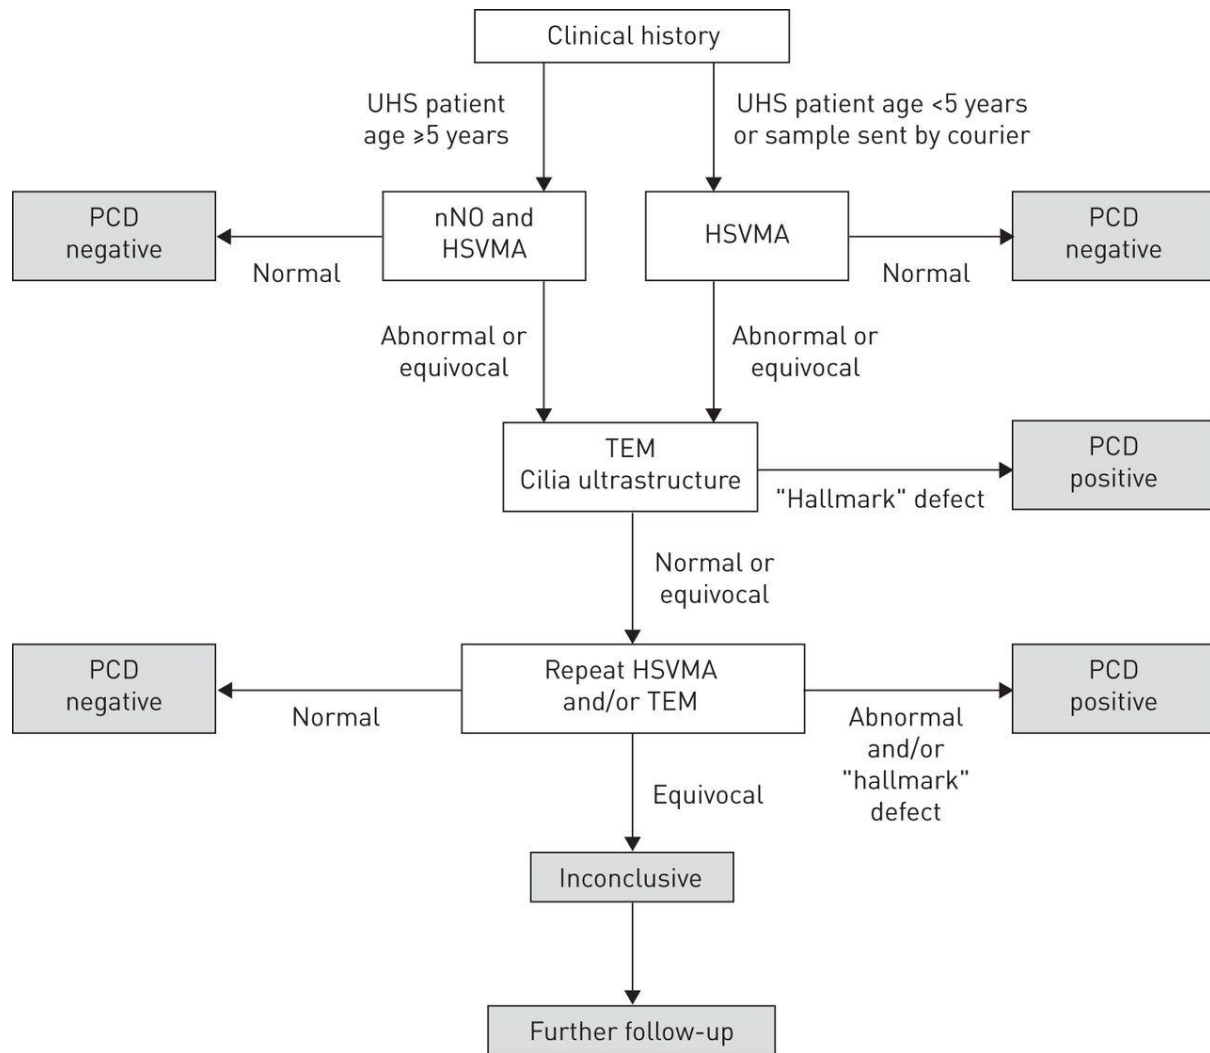 Clinical history
UHS patient
age ≥5 years
UHS patient age <5 years
or sample sent by courier
PCD
negative
Normal
nNO and
HSVMA
HSVMA
Normal
PCD
negative
Abnormal or
equivocal
Abnormal or
equivocal
TEM
Cilia ultrastructure
"Hallmark" defect
PCD
positive
Normal or
equivocal
PCD
negative
Normal
Repeat HSVMA
and/or TEM
Abnormal
and/or
"hallmark"
defect
PCD
positive
Equivocal
Inconclusive
Further follow-up